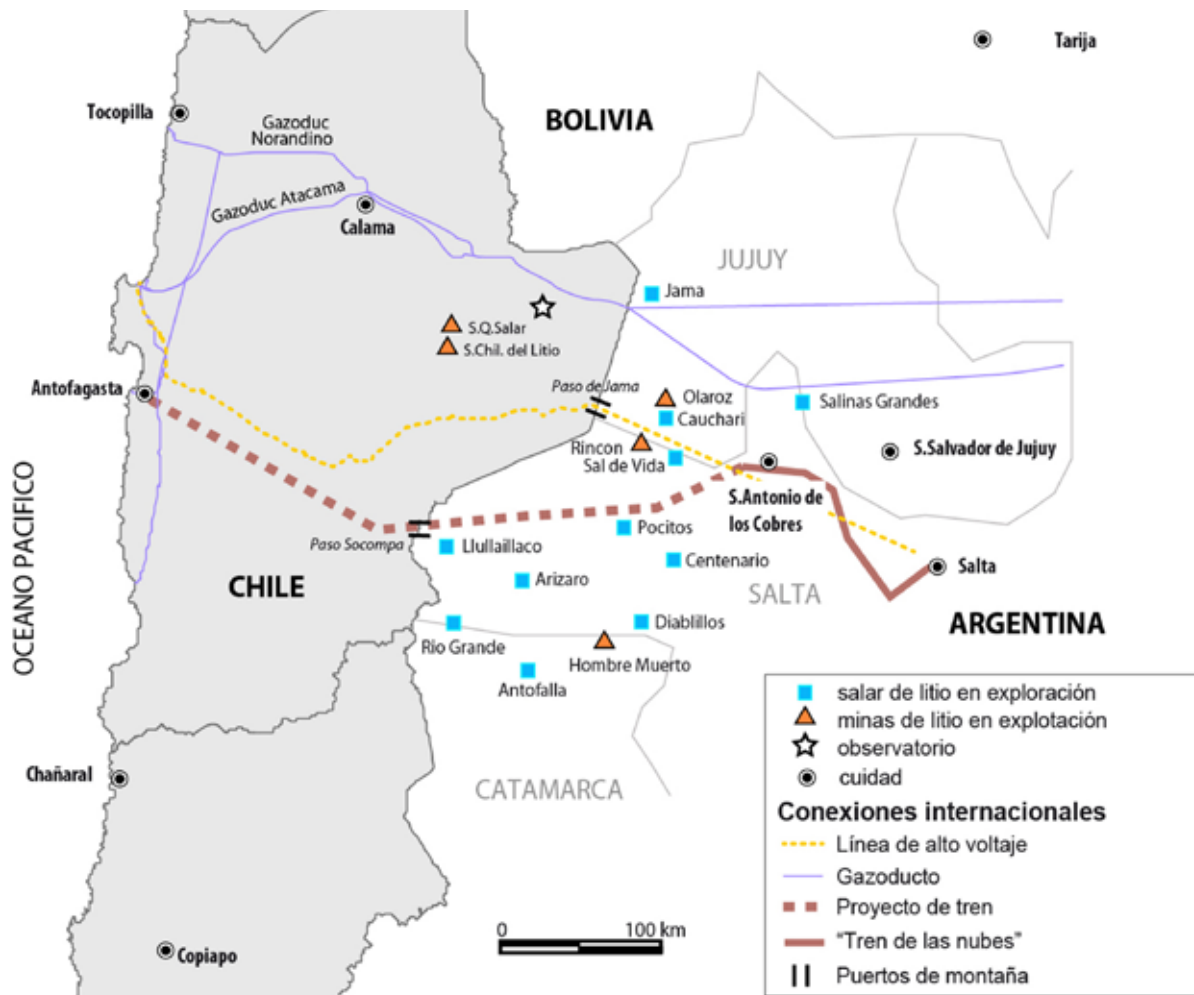 Tarija
Tocopilla
BOLIVIA
Gazoduc
Norandino
Gazoduc Atacama
Calama
JUJUY
Jama
S.Q.Salar
S.Chil. del Litio
Antofagasta
Paso de Jama
Olaroz
Cauchari
Salinas Grandes
Rincon
Sal de Vida
S.Salvador de Jujuy
S.Antonio de
los Cobres
OCEANO PACIFICO
Paso Socompa
Pocitos
Llullaillaco
Centenario
Salta
CHILE
Arizaro
SALTA
ARGENTINA
Rio Grande
Diablillos
Hombre Muerto
Antofalla
Chañaral
CATAMARCA
Copiapo
0 100 km
salar de litio en exploración
minas de litio en explotación
observatorio
cuidad
Conexiones internacionales
Línea de alto voltaje
Gazoducto
Proyecto de tren
"Tren de las nubes"
Puertos de montaña